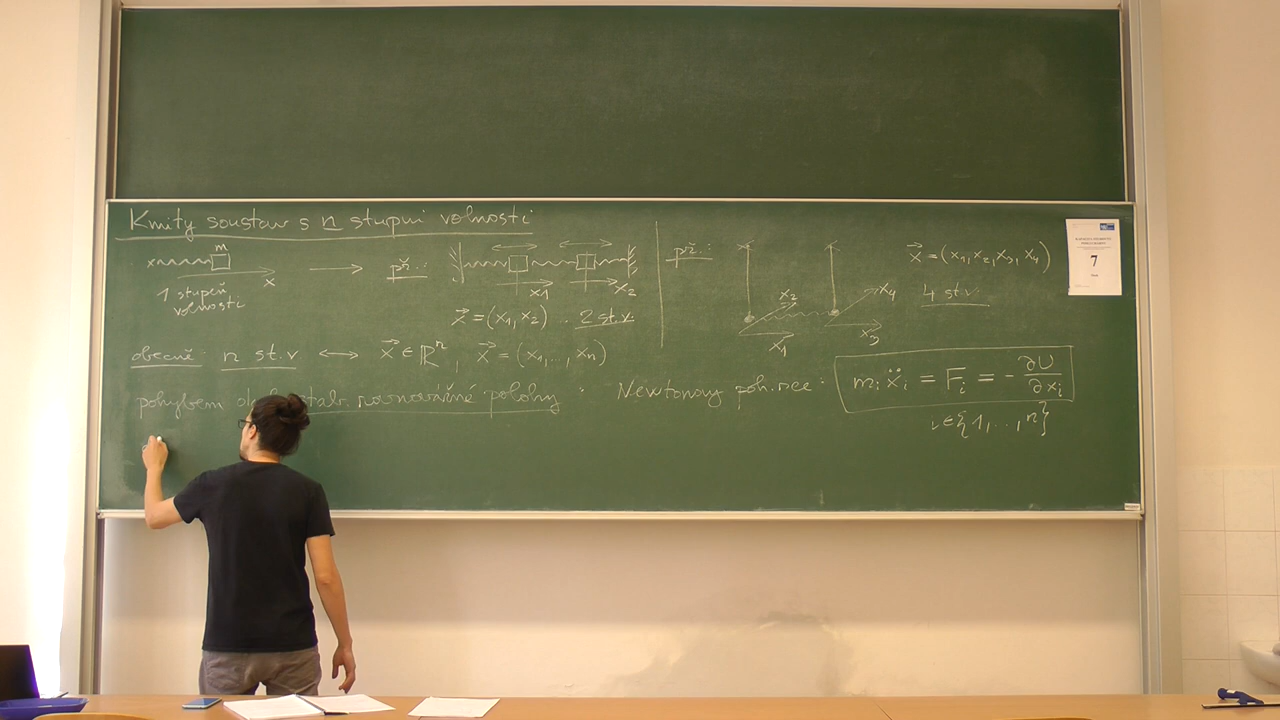 Kmity soustav s n stupni volnosti
m
x
1 stupeň volnosti
př.:
x1 x2
x⃗ = (x1, x2) .. 2 st.v.
př.:
x1 x2 x3 x4
x⃗ = (x1, x2, x3, x4)
4 st.v.
obecně: n st.v ↔ x⃗ ∈ ℝⁿ, x⃗ = (x1, ..., xn)
pohybem stab. rovnovážné polohy : Newtonovy poh. rce:
mᵢ ẍᵢ = Fᵢ = - ∂U/∂xᵢ
i ∈ {1, ..., n}
7